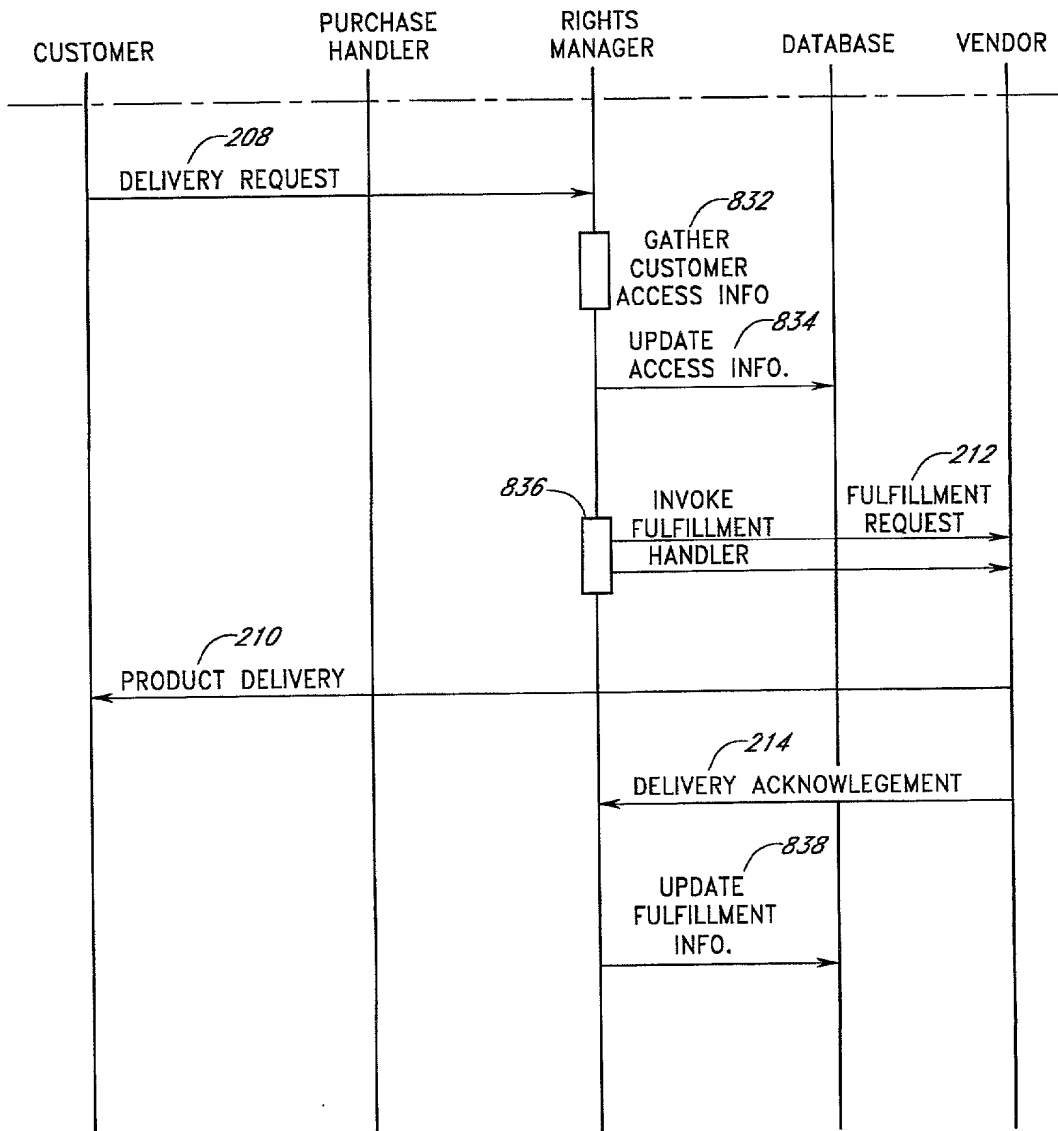 CUSTOMER
PURCHASE
HANDLER
RIGHTS
MANAGER
DATABASE
VENDOR
208
DELIVERY REQUEST
832
GATHER
CUSTOMER
ACCESS INFO
834
UPDATE
ACCESS INFO.
836
INVOKE
FULFILLMENT
HANDLER
212
FULFILLMENT
REQUEST
210
PRODUCT DELIVERY
214
DELIVERY ACKNOWLEGEMENT
838
UPDATE
FULFILLMENT
INFO.